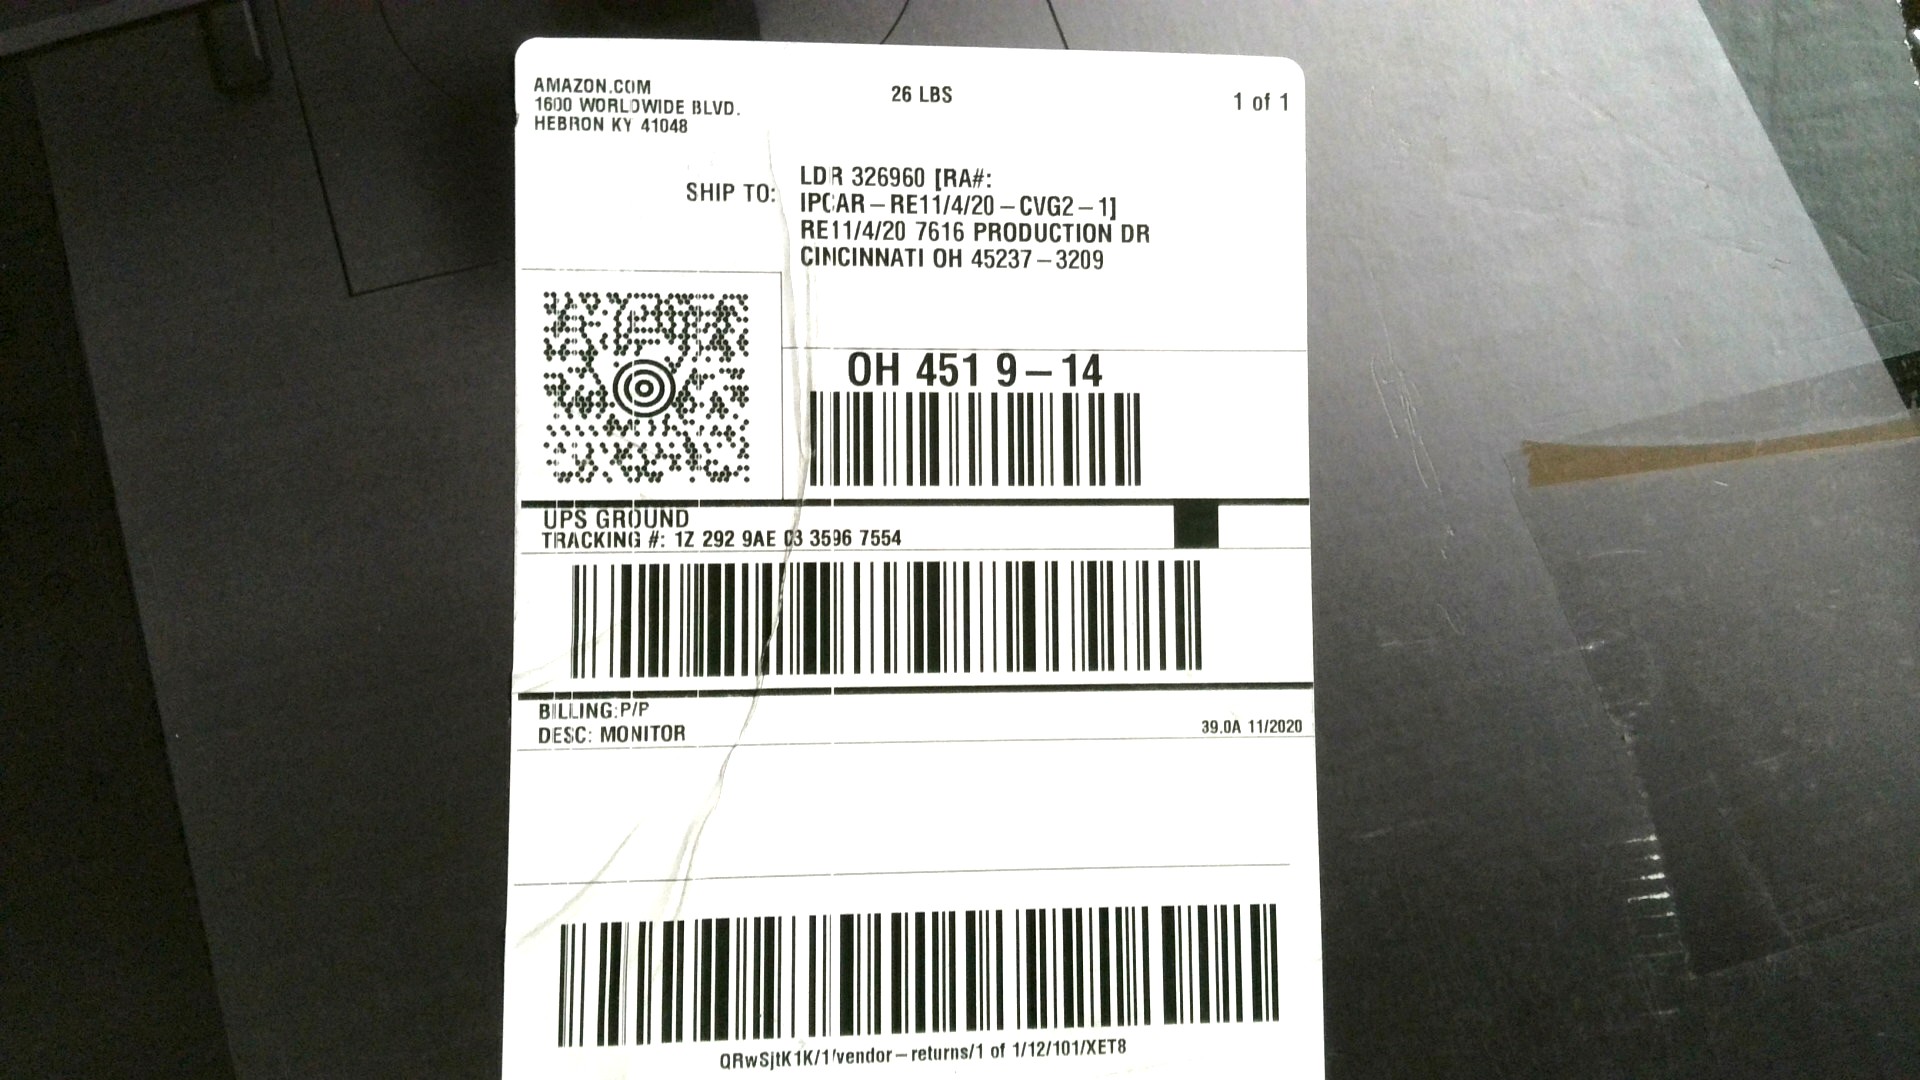 AMAZON.COM
1600 WORLDWIDE BLVD.
HEBRON KY 41048
26 LBS
1 of 1
SHIP TO:
LDR 326960 [RA#:
IPCAR-RE11/4/20-CVG2-1]
RE11/4/20 7616 PRODUCTION DR
CINCINNATI OH 45237-3209
OH 451 9-14
UPS GROUND
TRACKING #: 1Z 292 9AE 03 3596 7554
BILLING:P/P
DESC: MONITOR
39.0A 11/2020
QRwSjtK1K/1/vendor-returns/1 of 1/12/101/XET8